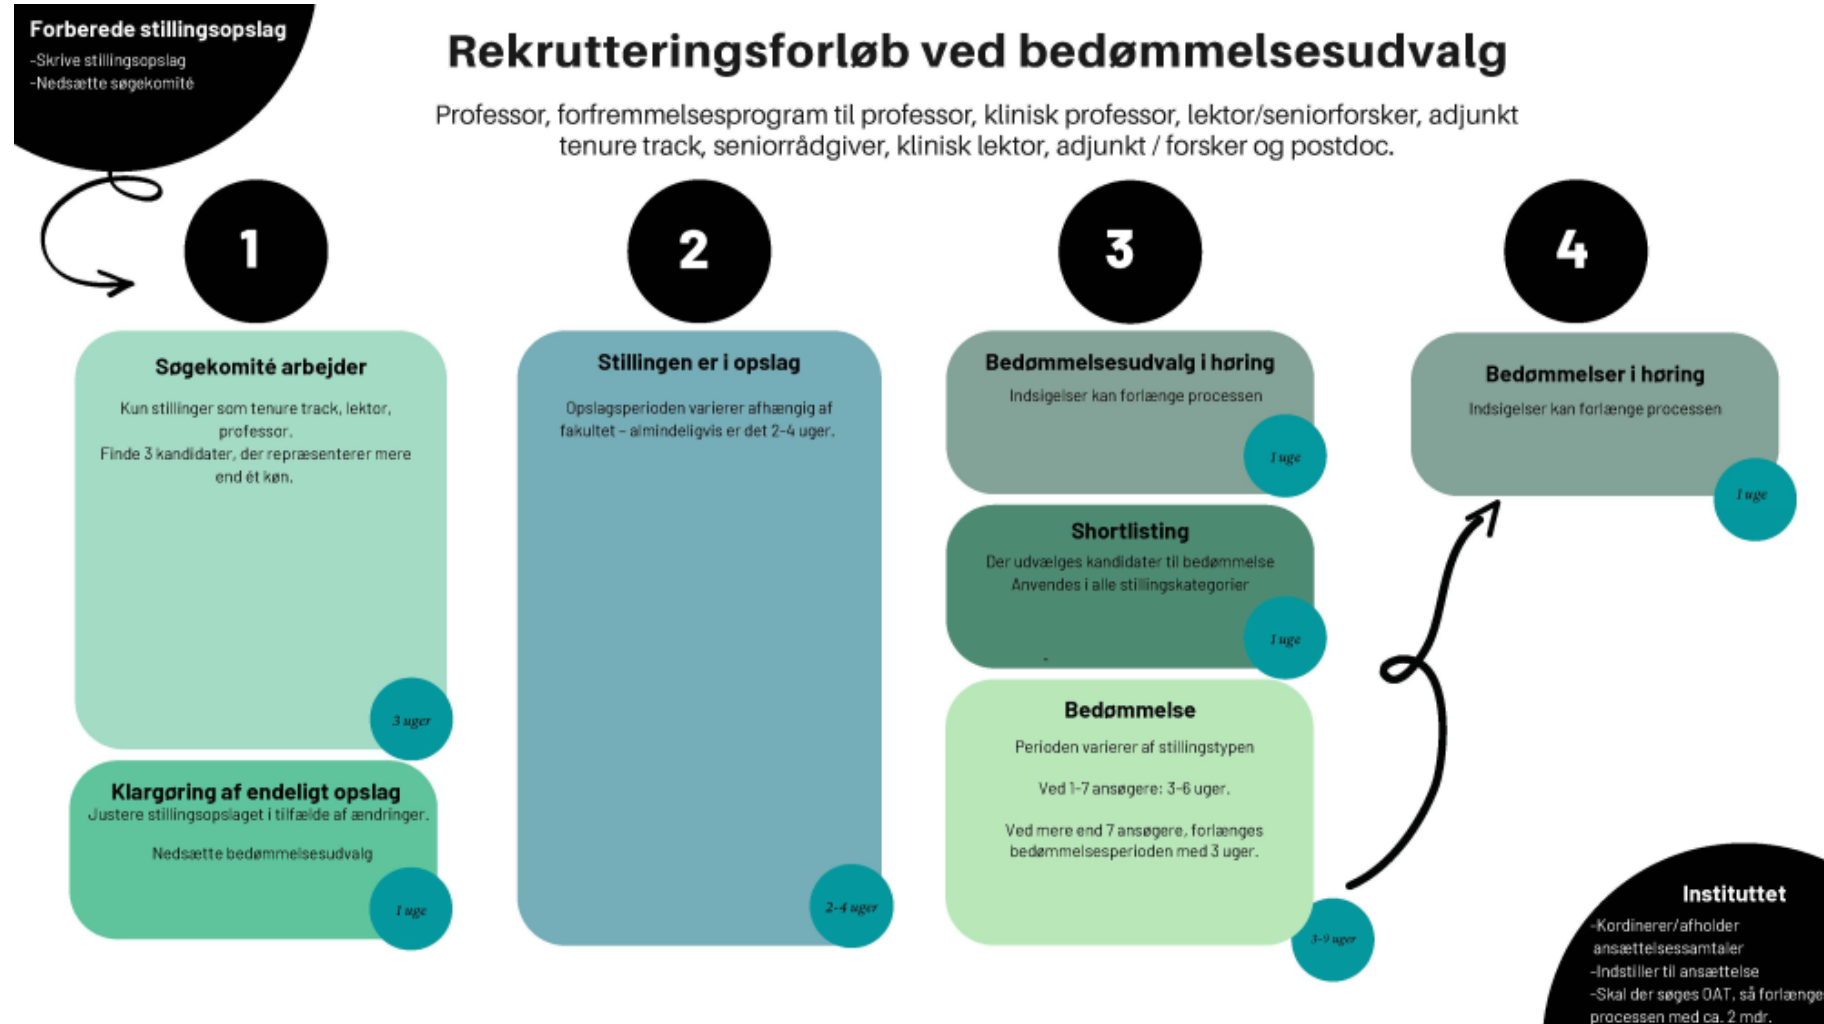 Forberede stillingsopslag
-Skrive stillingsopslag
-Nedsætte søgekomité
Rekrutteringsforløb ved bedømmelsesudvalg
Professor, forfremmelsesprogram til professor, klinisk professor, lektor/seniorforsker, adjunkt
tenure track, seniorrådgiver, klinisk lektor, adjunkt / forsker og postdoc.
1
Søgekomité arbejder
Kun stillinger som tenure track, lektor,
professor.
Finde 3 kandidater, der repræsenterer mere
end ét køn.
3 uger
Klargøring af endeligt opslag
Justere stillingsopslaget i tilfælde af ændringer.
Nedsætte bedømmelsesudvalg
1 uge
2
Stillingen er i opslag
Opslagsperioden varierer afhængig af
fakultet – almindeligvis er det 2-4 uger.
2-4 uger
3
Bedømmelsesudvalg i høring
Indsigelser kan forlænge processen
1 uge
Shortlisting
Der udvælges kandidater til bedømmelse
Anvendes i alle stillingskategorier
-
1 uge
Bedømmelse
Perioden varierer af stillingstypen
Ved 1-7 ansøgere: 3-6 uger.
Ved mere end 7 ansøgere, forlænges
bedømmelsesperioden med 3 uger.
3-9 uger
4
Bedømmelser i høring
Indsigelser kan forlænge processen
1 uge
Instituttet
-Kordinerer/afholder
ansættelsessamtaler
-Indstiller til ansættelse
-Skal der søges OAT, så forlænge
processen med ca. 2 mdr.